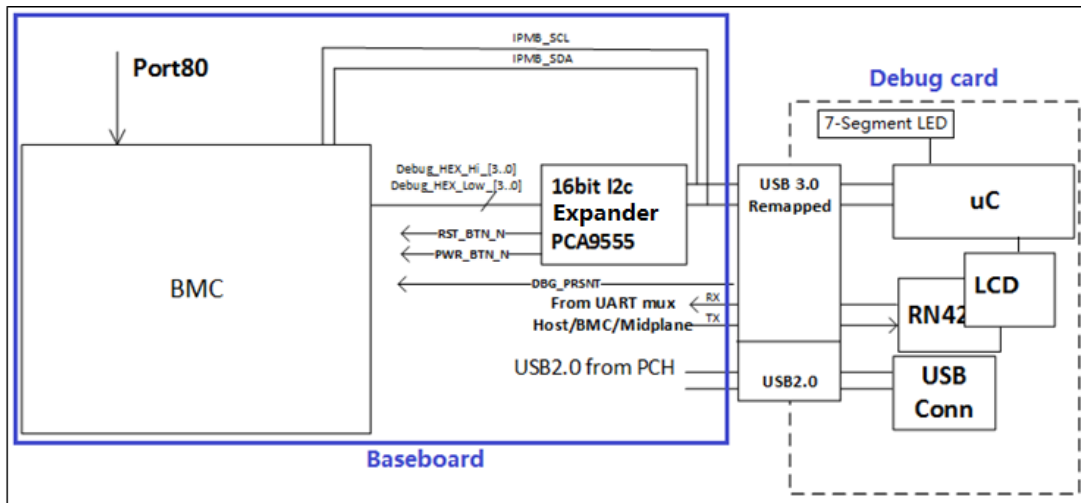 IPMB_SCL
IPMB_SDA
Port80
Debug card
7-Segment LED
Debug_HEX_Hi_[3..0]
Debug_HEX_Low_[3..0]
16bit I2c
Expander
PCA9555
USB 3.0
Remapped
uC
RST_BTN_N
PWR_BTN_N
BMC
DBG_PRSNT
LCD
From UART mux
RX
Host/BMC/Midplane
TX
RN42
USB2.0 from PCH
USB2.0
USB
Conn
Baseboard